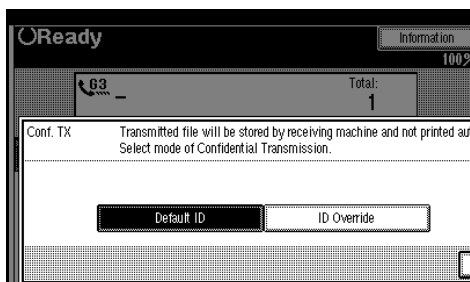 Ready
Information
100%
G3 _
Total:
1
Conf. TX
Transmitted file will be stored by receiving machine and not printed au
Select mode of Confidential Transmission.
Default ID
ID Override